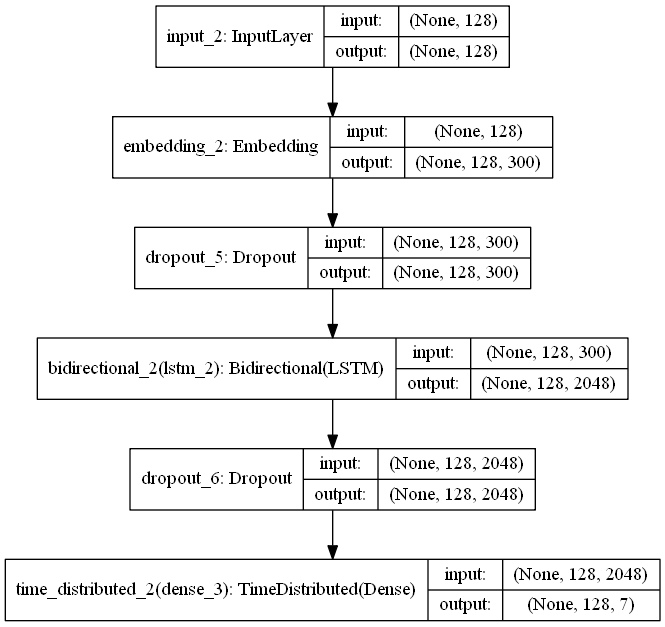 input_2: InputLayer
input: (None, 128)
output: (None, 128)
embedding_2: Embedding
input: (None, 128)
output: (None, 128, 300)
dropout_5: Dropout
input: (None, 128, 300)
output: (None, 128, 300)
bidirectional_2(lstm_2): Bidirectional(LSTM)
input: (None, 128, 300)
output: (None, 128, 2048)
dropout_6: Dropout
input: (None, 128, 2048)
output: (None, 128, 2048)
time_distributed_2(dense_3): TimeDistributed(Dense)
input: (None, 128, 2048)
output: (None, 128, 7)